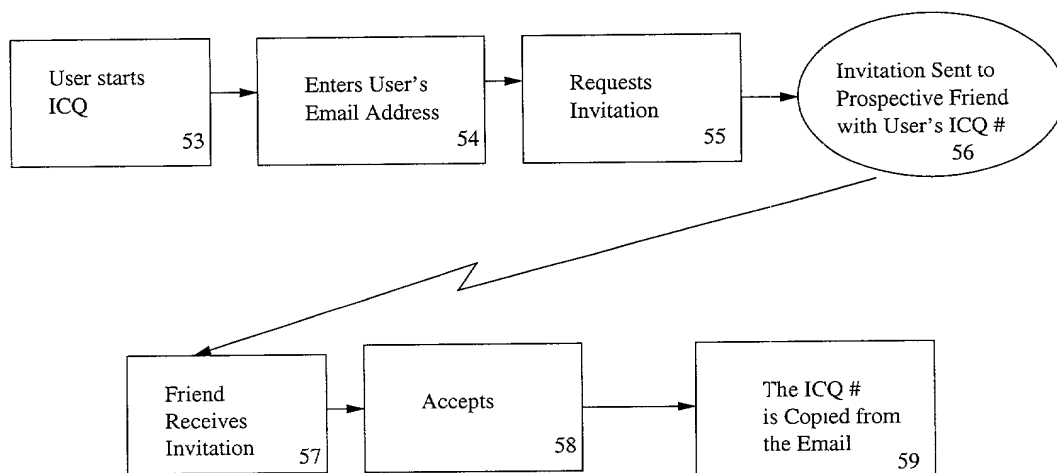 User starts
ICQ
53
Enters User's
Email Address
54
Requests
Invitation
55
Invitation Sent to
Prospective Friend
with User's ICQ #
56
Friend
Receives
Invitation
57
Accepts
58
The ICQ #
is Copied from
the Email
59